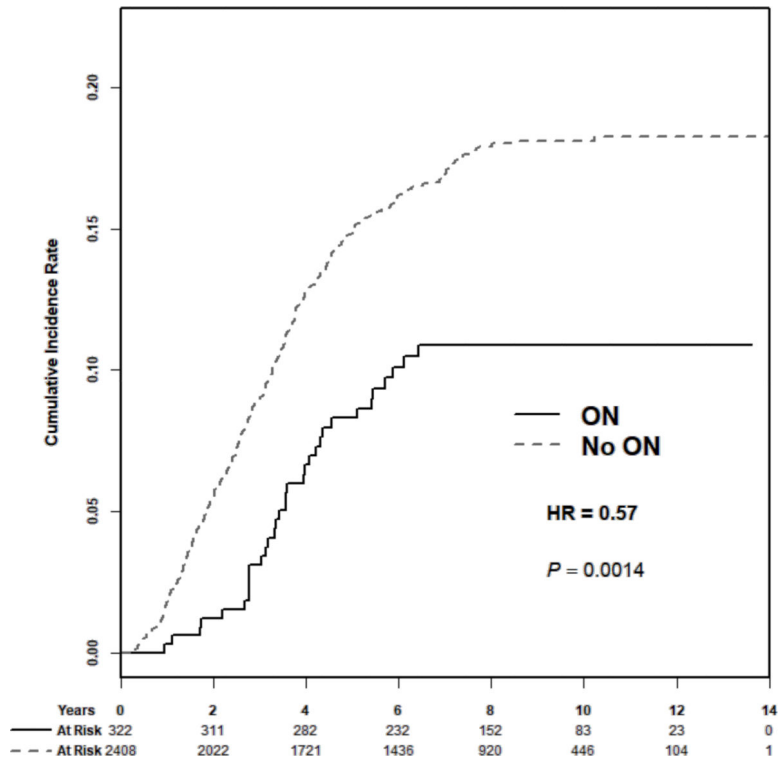 0.20
0.15
0.10
0.05
0.00
Cumulative Incidence Rate
ON
No ON
HR = 0.57
P = 0.0014
Years 0 2 4 6 8 10 12 14
At Risk 322 311 282 232 152 83 23 0
At Risk 2408 2022 1721 1436 920 446 104 1